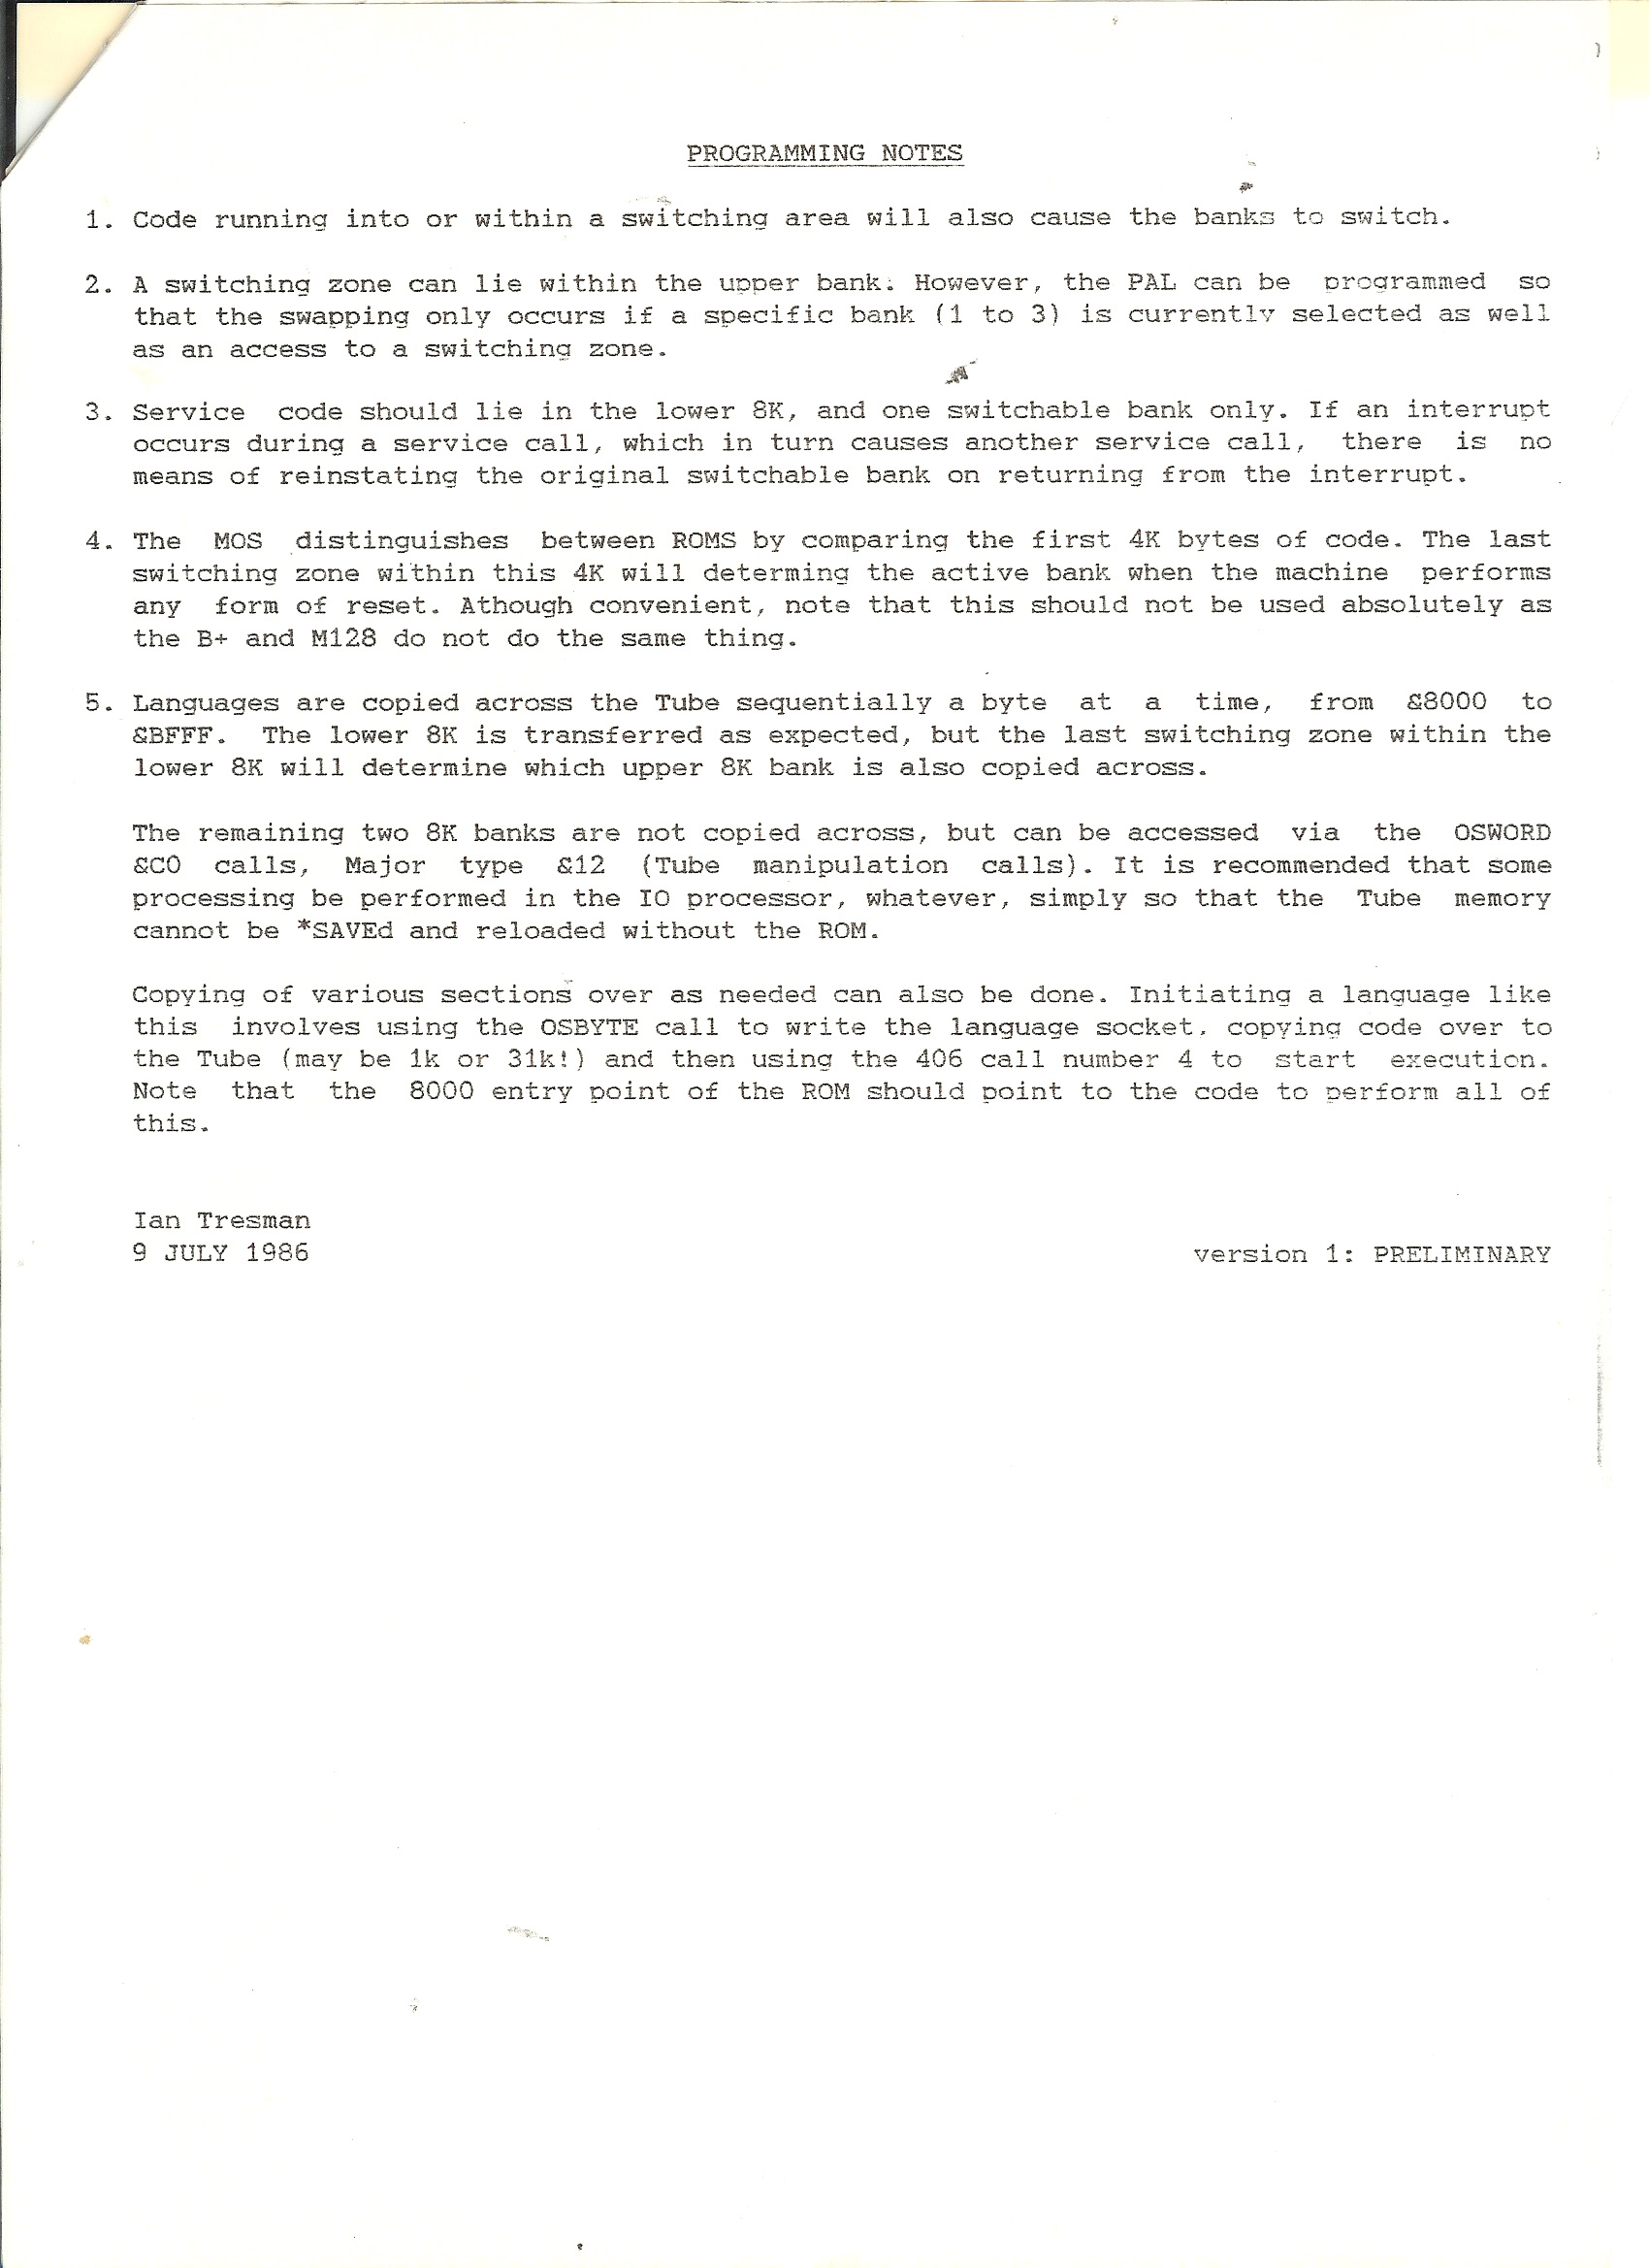 PROGRAMMING NOTES
1. Code running into or within a switching area will also cause the banks to switch.
2. A switching zone can lie within the upper bank. However, the PAL can be programmed so
that the swapping only occurs if a specific bank (1 to 3) is currently selected as well
as an access to a switching zone.
3. Service code should lie in the lower 8K, and one switchable bank only. If an interrupt
occurs during a service call, which in turn causes another service call, there is no
means of reinstating the original switchable bank on returning from the interrupt.
4. The MOS distinguishes between ROMS by comparing the first 4K bytes of code. The last
switching zone within this 4K will determing the active bank when the machine performs
any form of reset. Athough convenient, note that this should not be used absolutely as
the B+ and M128 do not do the same thing.
5. Languages are copied across the Tube sequentially a byte at a time, from &8000 to
&BFFF. The lower 8K is transferred as expected, but the last switching zone within the
lower 8K will determine which upper 8K bank is also copied across.
The remaining two 8K banks are not copied across, but can be accessed via the OSWORD
&C0 calls, Major type &12 (Tube manipulation calls). It is recommended that some
processing be performed in the IO processor, whatever, simply so that the Tube memory
cannot be *SAVEd and reloaded without the ROM.
Copying of various sections over as needed can also be done. Initiating a language like
this involves using the OSBYTE call to write the language socket, copying code over to
the Tube (may be 1k or 31k!) and then using the 406 call number 4 to start execution.
Note that the 8000 entry point of the ROM should point to the code to perform all of
this.
Ian Tresman
9 JULY 1986
version 1: PRELIMINARY